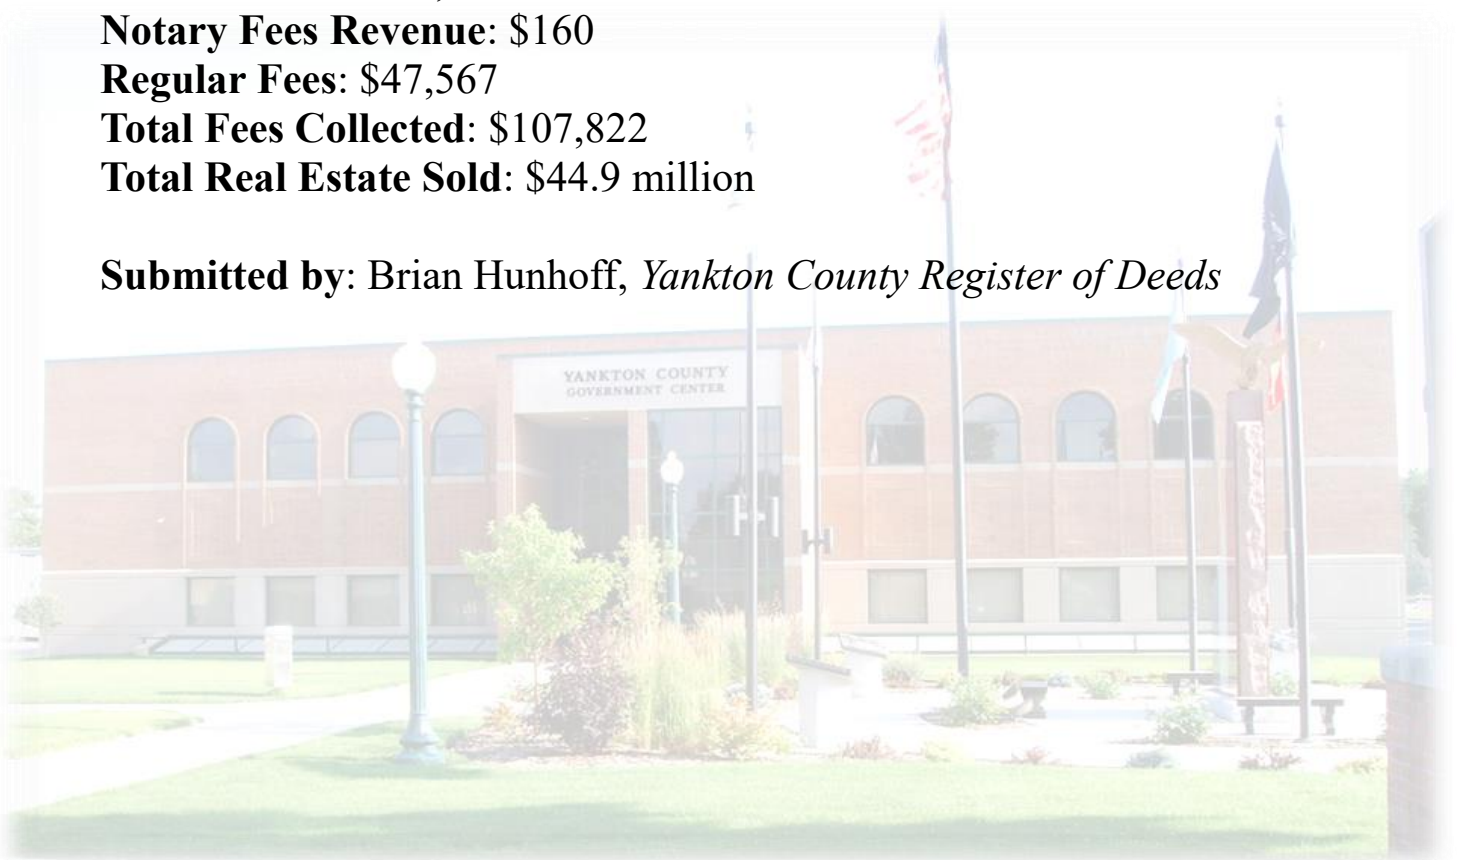 Notary Fees Revenue: $160
Regular Fees: $47,567
Total Fees Collected: $107,822
Total Real Estate Sold: $44.9 million
Submitted by: Brian Hunhoff, Yankton County Register of Deeds
YANKTON COUNTY
GOVERNMENT CENTER